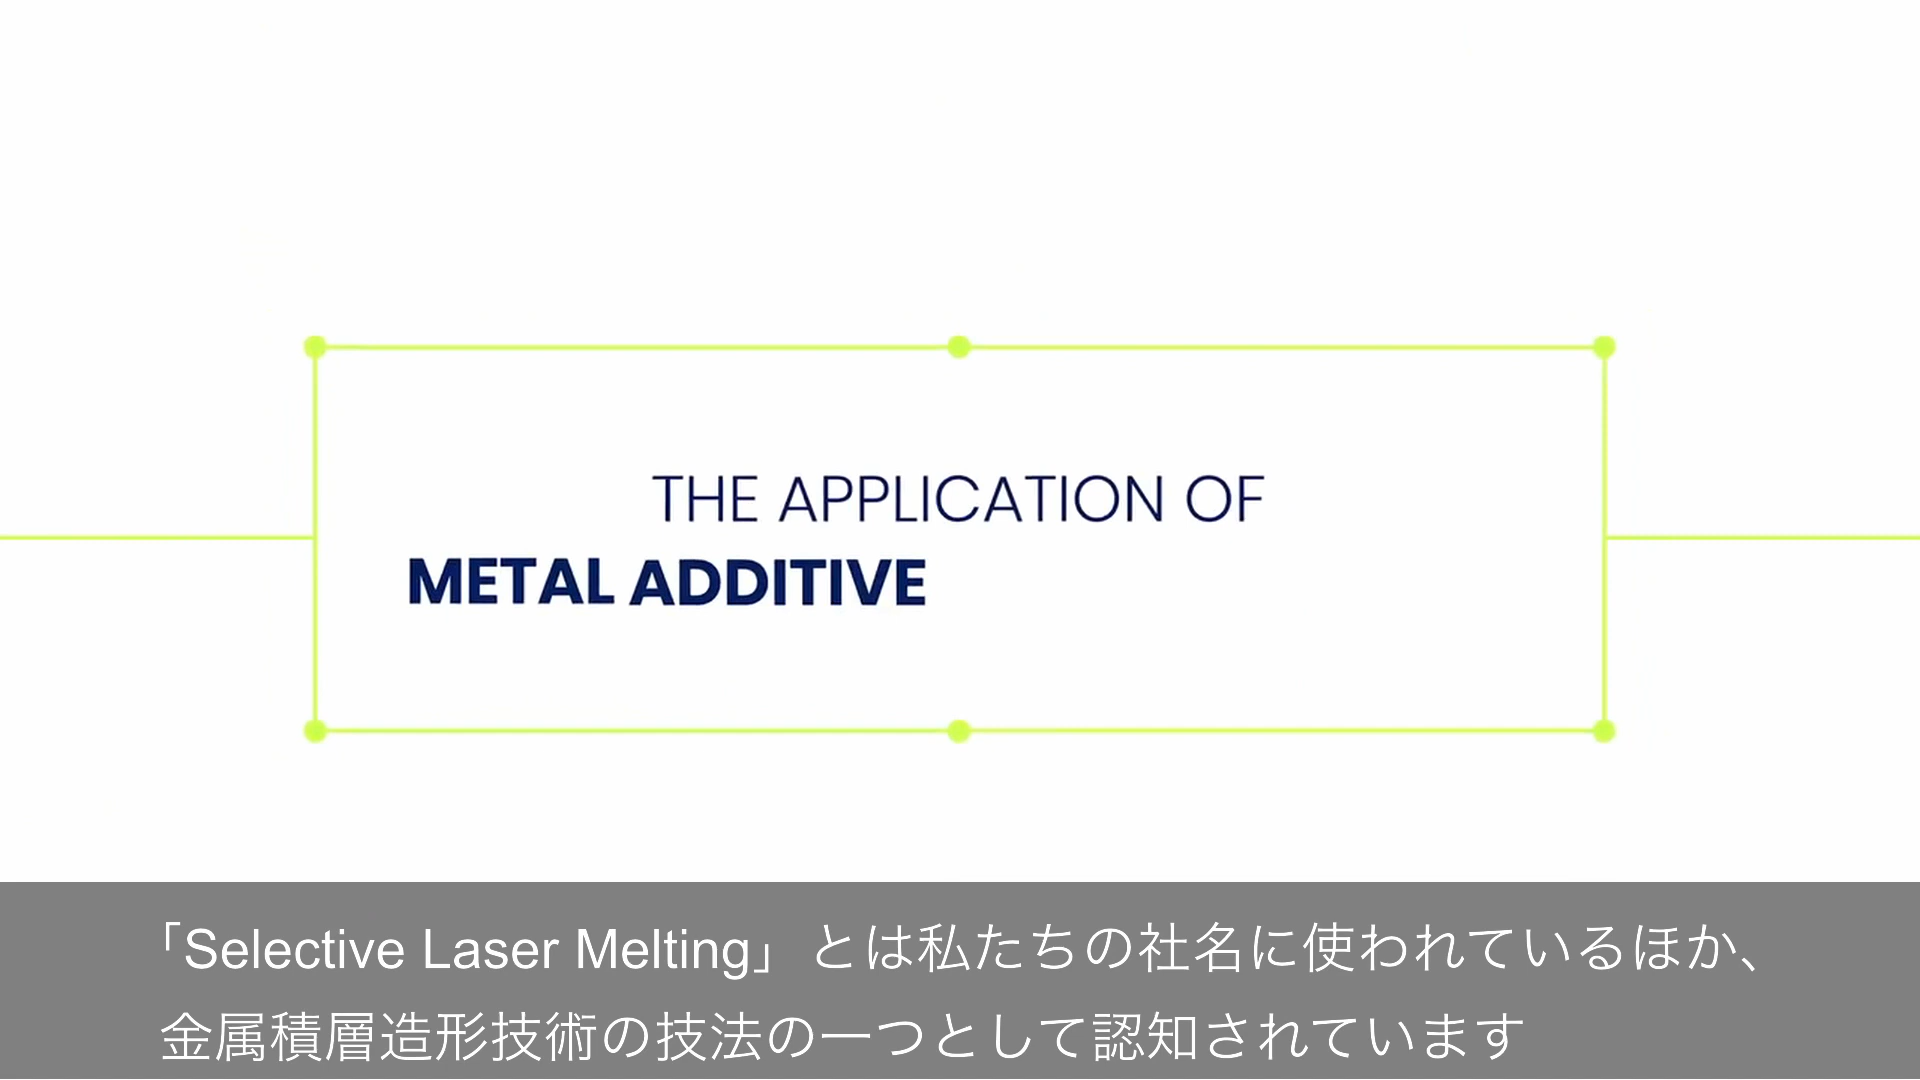 THE APPLICATION OF
METAL ADDITIVE
「Selective Laser Melting」とは私たちの社名に使われているほか、
金属積層造形技術の技法の一つとして認知されています